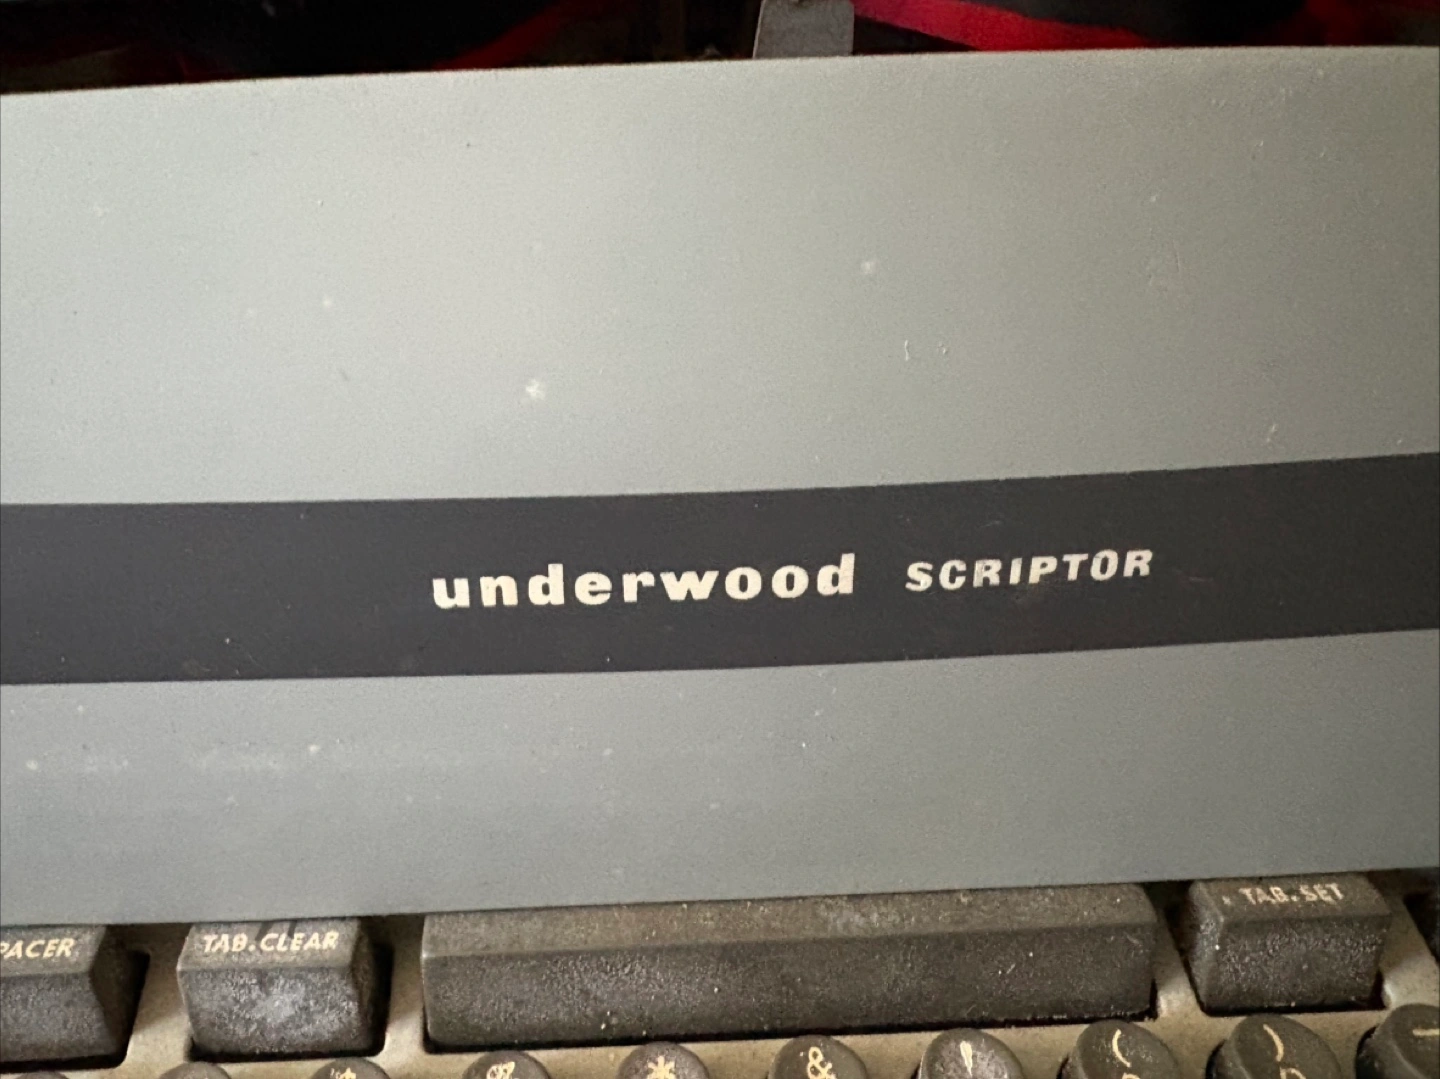 underwood SCRIPTOR
PACER TAB.CLEAR TAB.SET
* & ! ( )